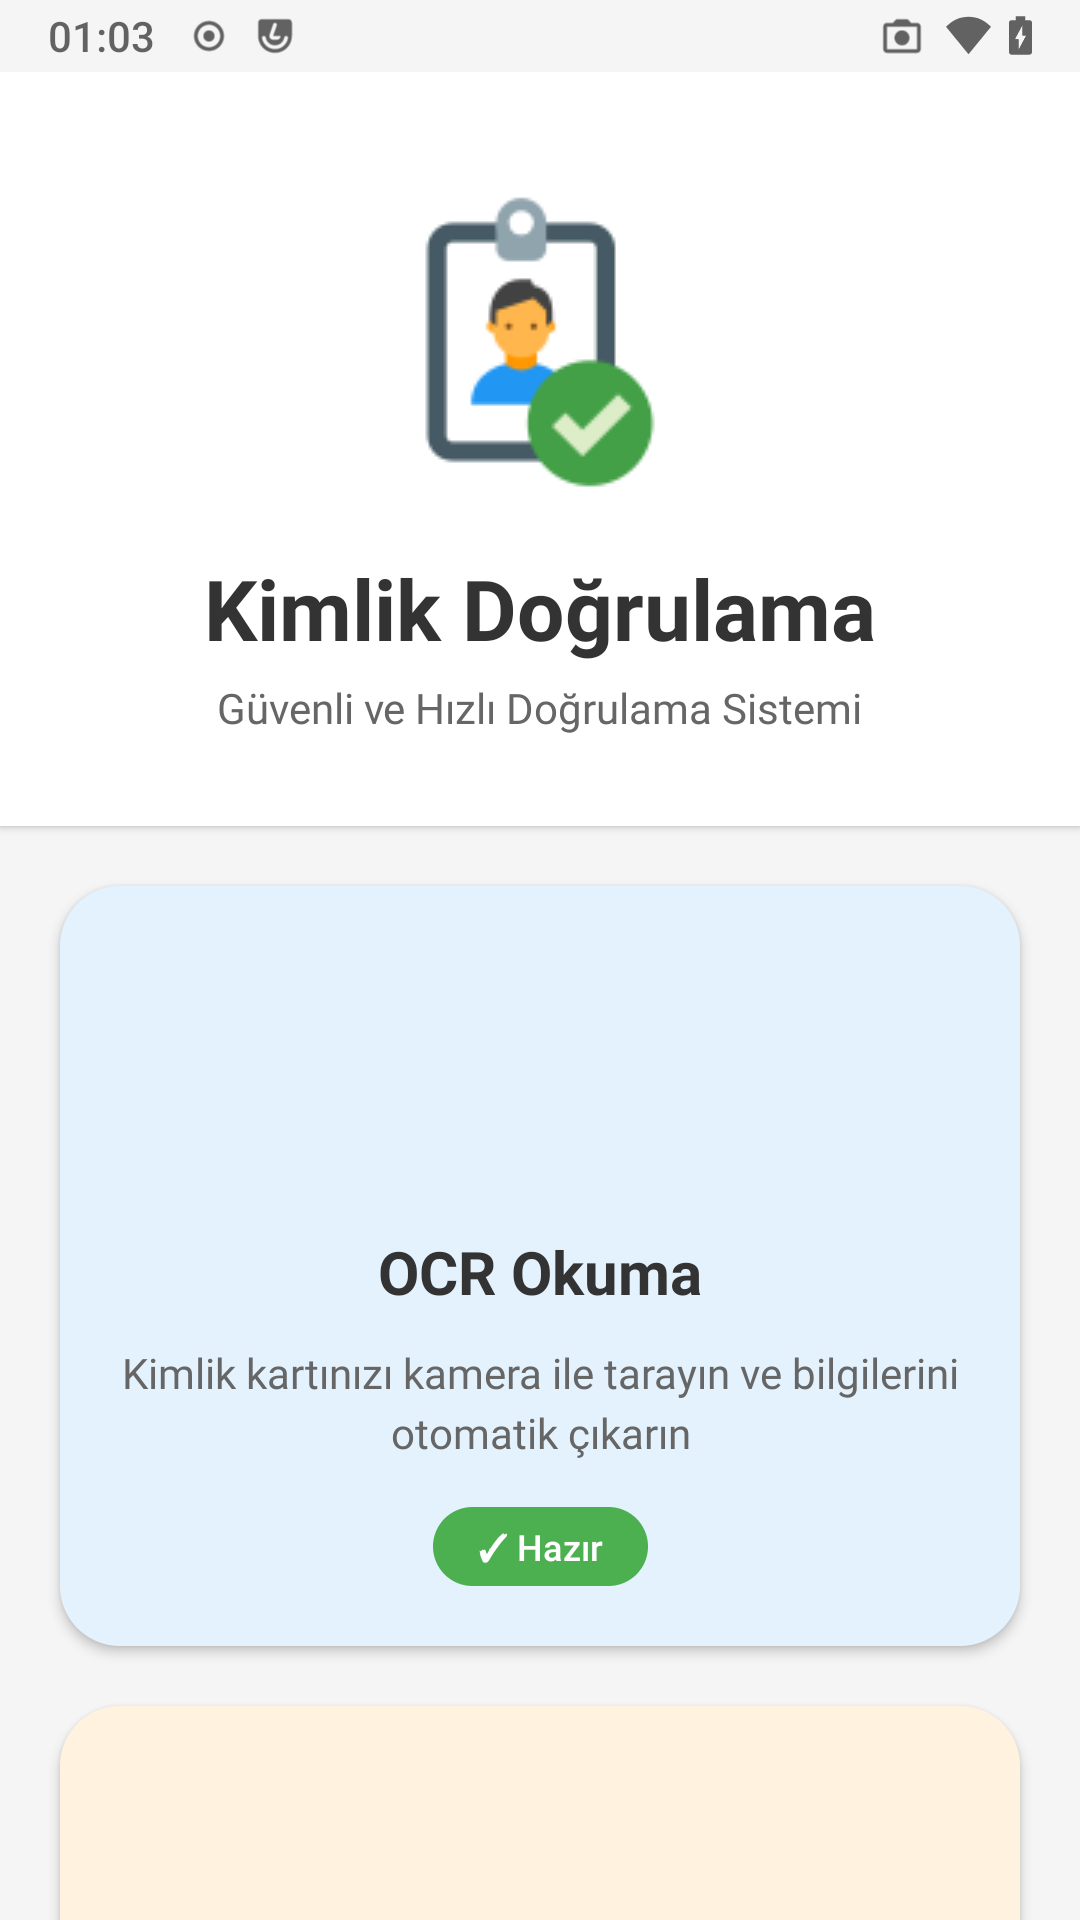 01:03
Kimlik Doğrulama
Güvenli ve Hızlı Doğrulama Sistemi
OCR Okuma
Kimlik kartınızı kamera ile tarayın ve bilgilerini
otomatik çıkarın
✓ Hazır